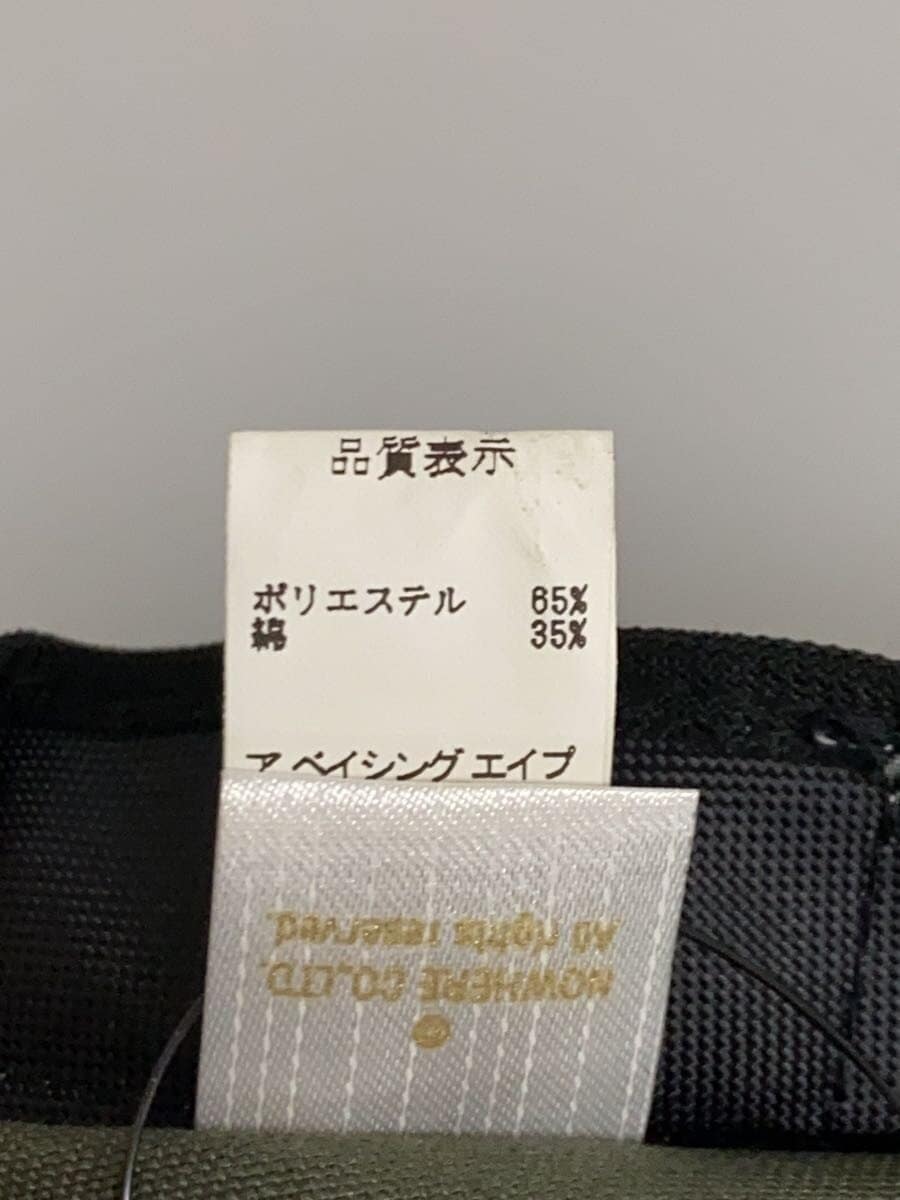 品質表示
ポリエステル 65%
綿 35%
ア ベイシング エイプ
© NOWHERE CO.,LTD.
All rights reserved.